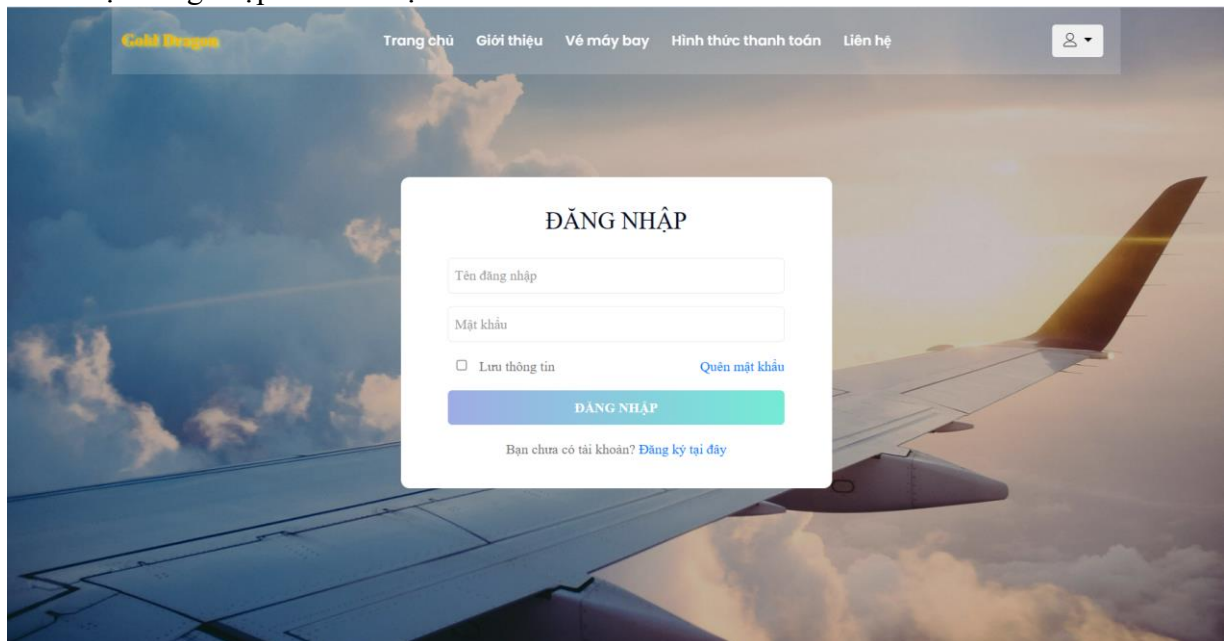 Gold Dragon
Trang chủ Giới thiệu Vé máy bay Hình thức thanh toán Liên hệ
ĐĂNG NHẬP
Tên đăng nhập
Mật khẩu
Lưu thông tin Quên mật khẩu
ĐĂNG NHẬP
Bạn chưa có tài khoản? Đăng ký tại đây